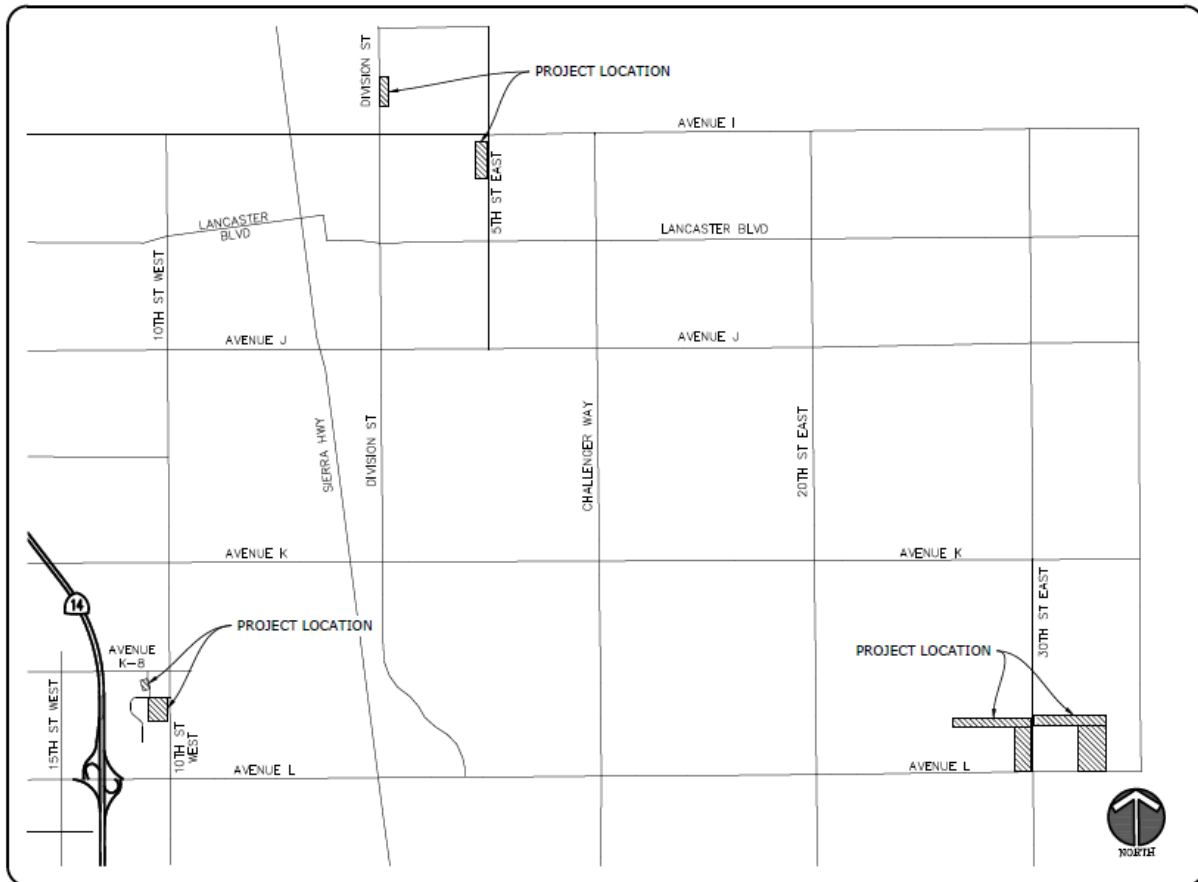 DIVISION ST
PROJECT LOCATION
AVENUE I
5TH ST EAST
LANCASTER
BLVD
LANCASTER BLVD
10TH ST WEST
AVENUE J
AVENUE J
SIERRA HWY
DIVISION ST
CHALLENGER WAY
20TH ST EAST
AVENUE K
AVENUE K
30TH ST EAST
14
PROJECT LOCATION
AVENUE
K-8
PROJECT LOCATION
15TH ST WEST
10TH ST
WEST
AVENUE L
AVENUE L
NORTH